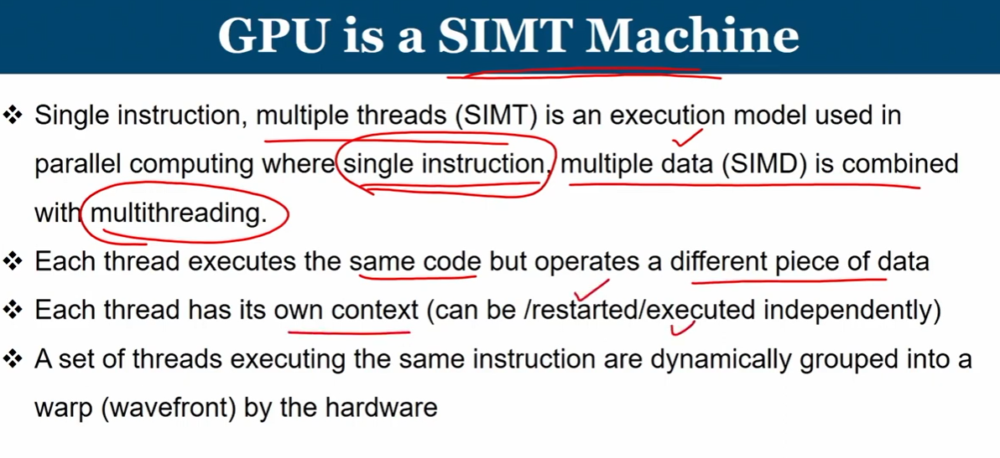 GPU is a SIMT Machine
❖ Single instruction, multiple threads (SIMT) is an execution model used in
parallel computing where single instruction, multiple data (SIMD) is combined
with multithreading.
❖ Each thread executes the same code but operates a different piece of data
❖ Each thread has its own context (can be /restarted/executed independently)
❖ A set of threads executing the same instruction are dynamically grouped into a
warp (wavefront) by the hardware